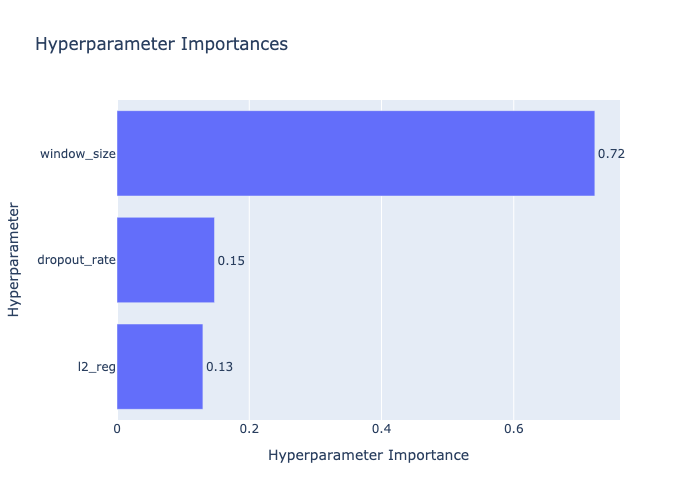 Hyperparameter Importances
window_size
0.72
dropout_rate
0.15
l2_reg
0.13
0
0.2
0.4
0.6
Hyperparameter Importance
Hyperparameter